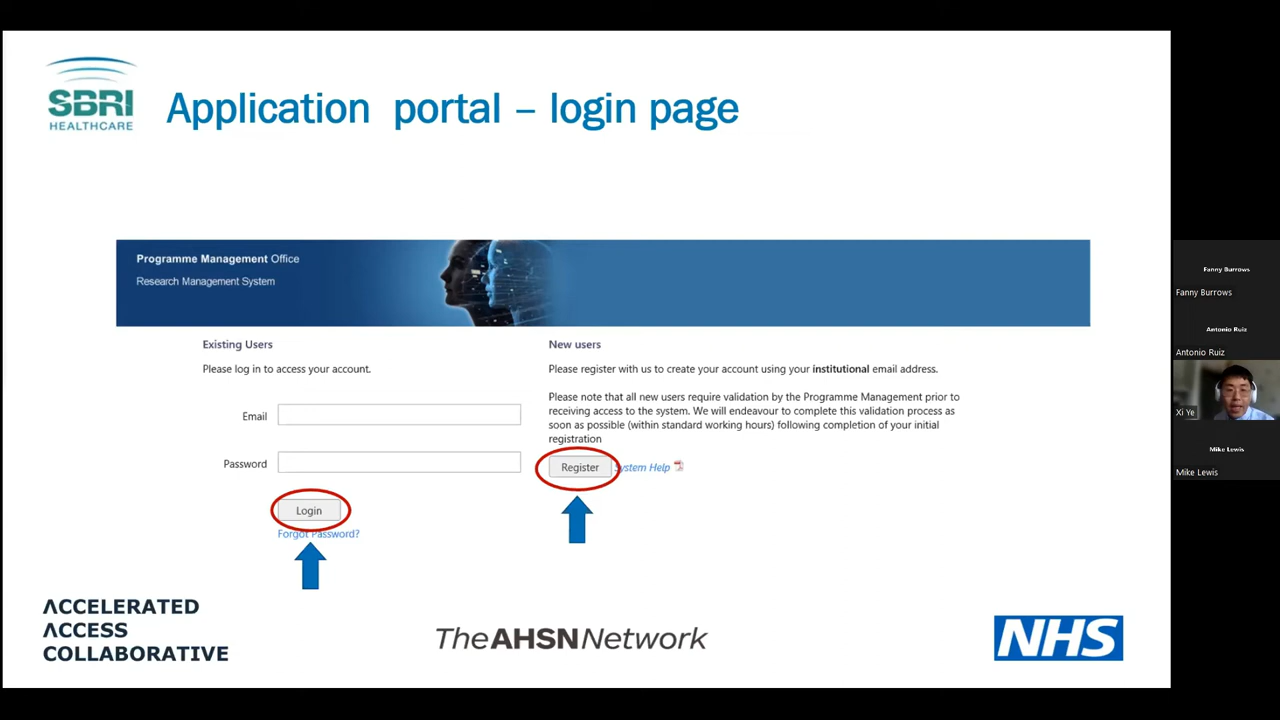 SBRI
HEALTHCARE
Application portal – login page
Programme Management Office
Research Management System
Existing Users
Please log in to access your account.
Email
Password
Login
Forgot Password?
New users
Please register with us to create your account using your institutional email address.
Please note that all new users require validation by the Programme Management prior to
receiving access to the system. We will endeavour to complete this validation process as
soon as possible (within standard working hours) following completion of your initial
registration
Register
System Help
ACCELERATED
ACCESS
COLLABORATIVE
TheAHSNNetwork
NHS
Fanny Burrows
Fanny Burrows
Antonio Ruiz
Antonio Ruiz
Xi Ye
Mike Lewis
Mike Lewis